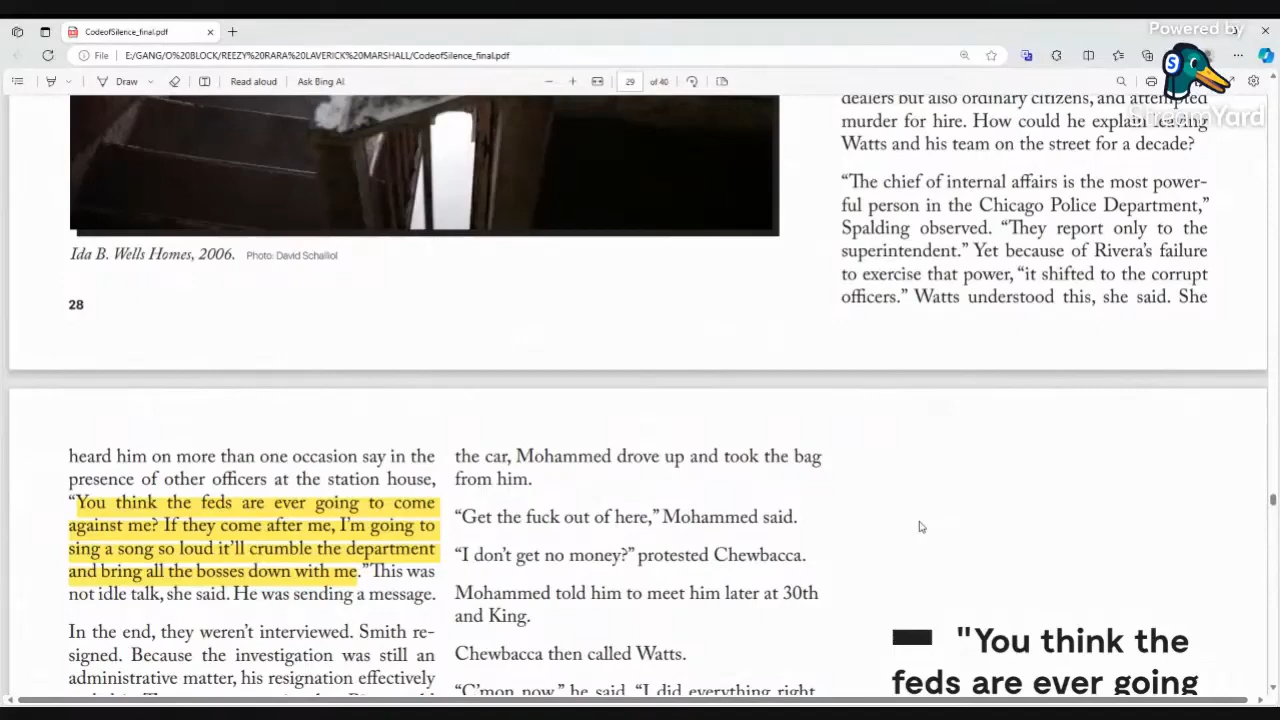 Powered by
StreamYard
CodeofSilence_final.pdf
File
E:/GANG/O%20BLOCK/REEZY%20RARA%20LAVERICK%20MARSHALL/CodeofSilence_final.pdf
Draw
Read aloud
Ask Bing AI
29 of 40
Ida B. Wells Homes, 2006. Photo: David Schalliol
28
dealers but also ordinary citizens, and attempted
murder for hire. How could he explain leaving
Watts and his team on the street for a decade?
“The chief of internal affairs is the most power-
ful person in the Chicago Police Department,”
Spalding observed. “They report only to the
superintendent.” Yet because of Rivera’s failure
to exercise that power, “it shifted to the corrupt
officers.” Watts understood this, she said. She
heard him on more than one occasion say in the
presence of other officers at the station house,
“You think the feds are ever going to come
against me? If they come after me, I’m going to
sing a song so loud it’ll crumble the department
and bring all the bosses down with me.” This was
not idle talk, she said. He was sending a message.
In the end, they weren’t interviewed. Smith re-
signed. Because the investigation was still an
administrative matter, his resignation effectively
the car, Mohammed drove up and took the bag
from him.
“Get the fuck out of here,” Mohammed said.
“I don’t get no money?” protested Chewbacca.
Mohammed told him to meet him later at 30th
and King.
Chewbacca then called Watts.
“C’mon now,” he said. “I did everything right.
"You think the
feds are ever going